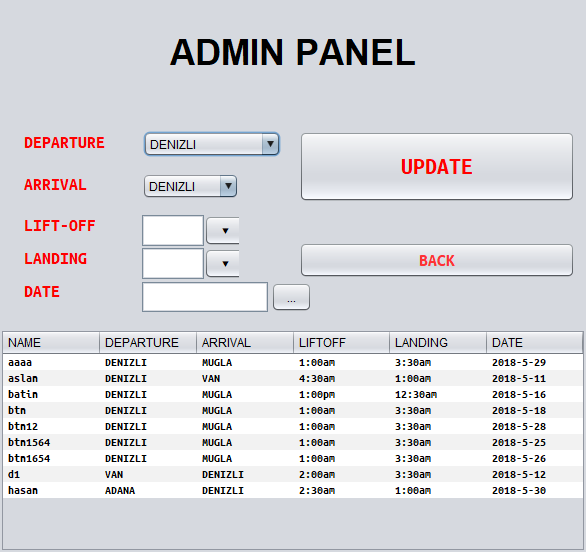 ADMIN PANEL
DEPARTURE DENIZLI
UPDATE
ARRIVAL DENIZLI
LIFT-OFF
LANDING
BACK
DATE ...
NAME DEPARTURE ARRIVAL LIFTOFF LANDING DATE
aaaa DENIZLI MUGLA 1:00am 3:30am 2018-5-29
aslan DENIZLI VAN 4:30am 1:00am 2018-5-11
batin DENIZLI MUGLA 1:00pm 12:30am 2018-5-16
btn DENIZLI MUGLA 1:00am 3:30am 2018-5-18
btn12 DENIZLI MUGLA 1:00am 3:30am 2018-5-28
btn1564 DENIZLI MUGLA 1:00am 3:30am 2018-5-25
btn1654 DENIZLI MUGLA 1:00am 3:30am 2018-5-26
d1 VAN DENIZLI 2:00am 3:30am 2018-5-12
hasan ADANA DENIZLI 2:30am 1:00am 2018-5-30